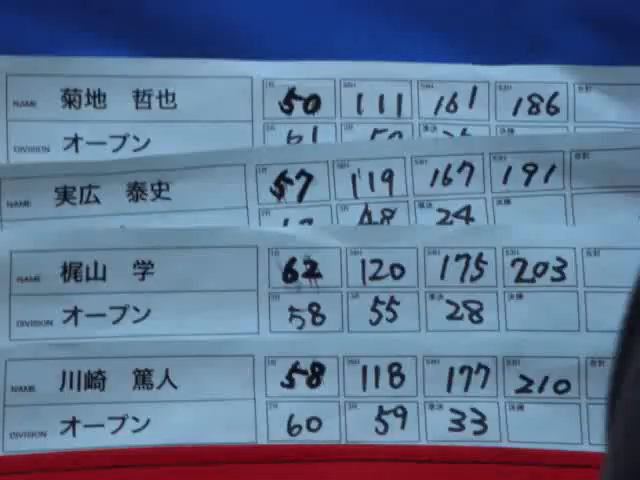 NAME 菊地 哲也 50 111 161 186
DIVISION オープン 61 50
NAME 実広 泰史 57 119 167 191
24
NAME 梶山 学 62 120 175 203
DIVISION オープン 58 55 28
NAME 川崎 篤人 58 118 177 210
DIVISION オープン 60 59 33